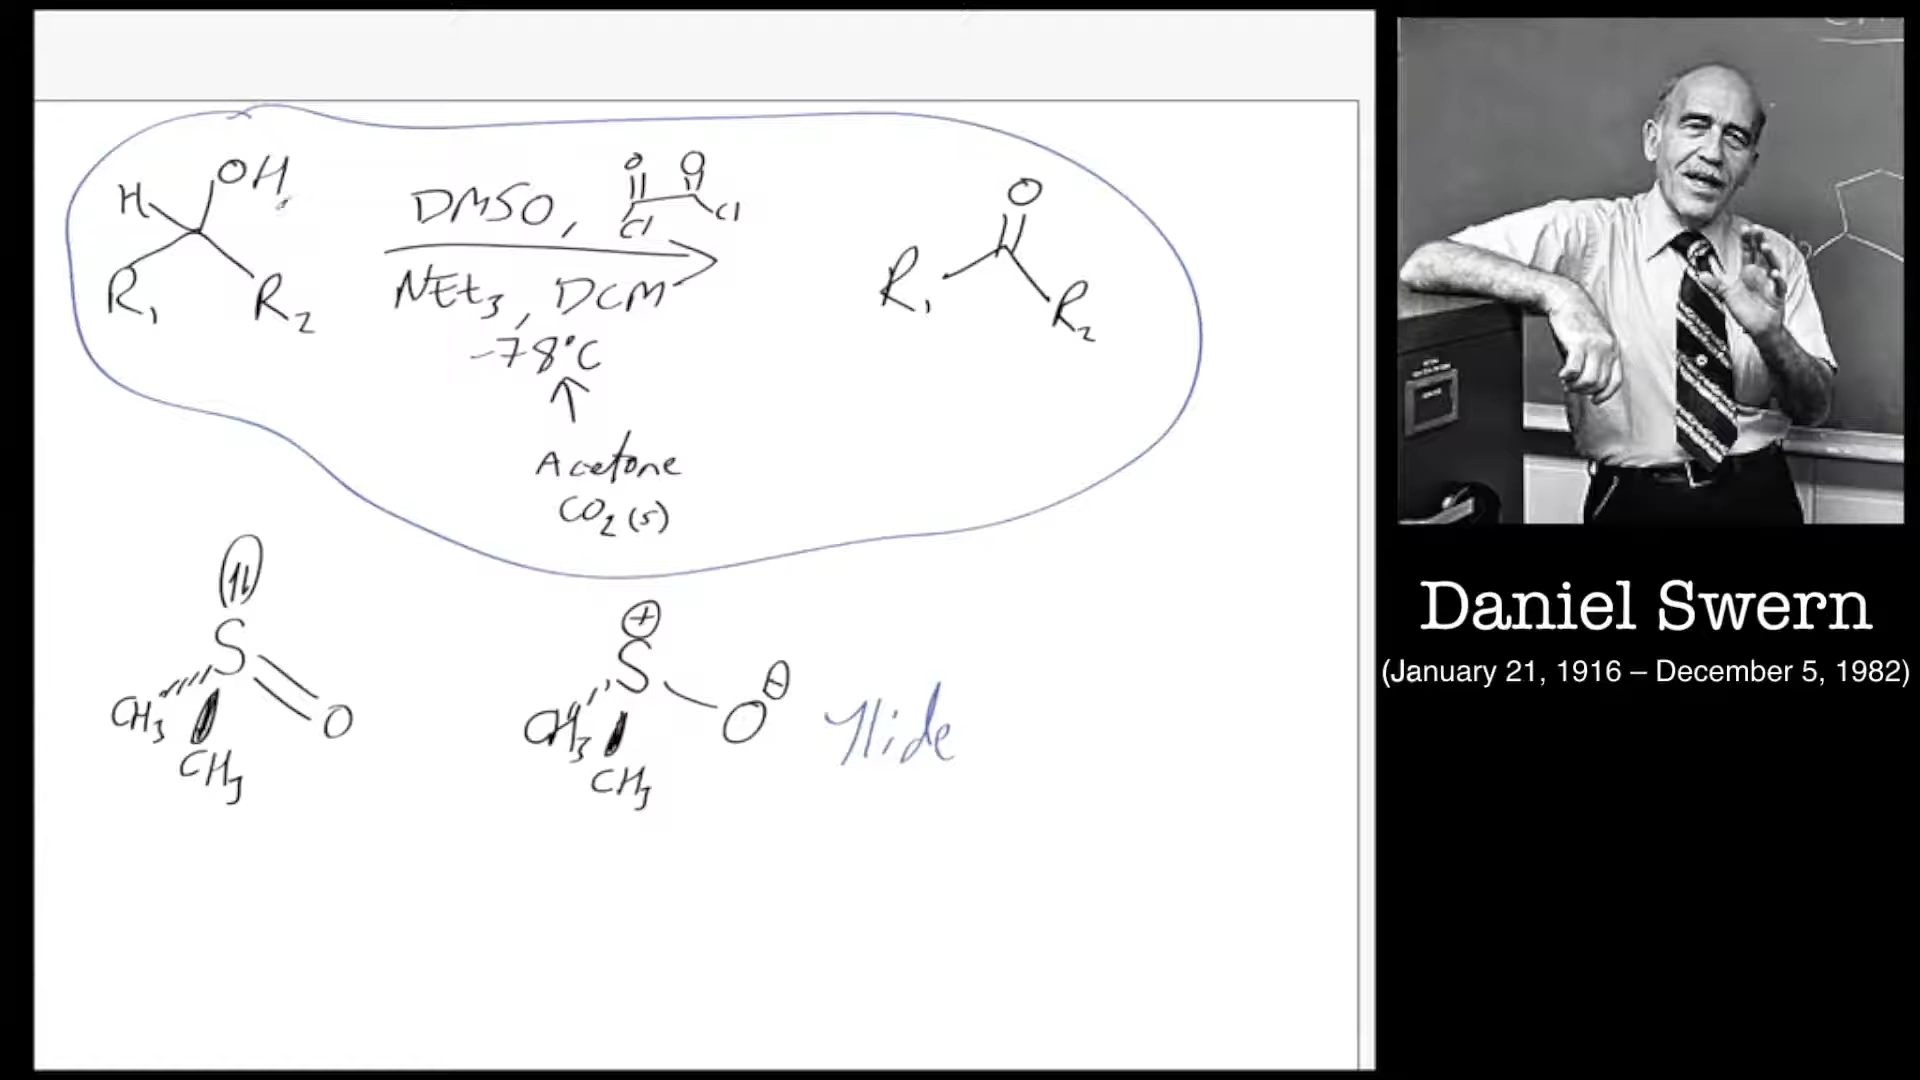 OH
H
R₁
R₂
DMSO,
O
O
Cl
Cl
NEt₃, DCM
-78°C
Acetone
CO₂(s)
O
R₁
R₂
S
O
CH₃
CH₃
+
S
O
-
CH₃
CH₃
Ylide
Daniel Swern
(January 21, 1916 – December 5, 1982)